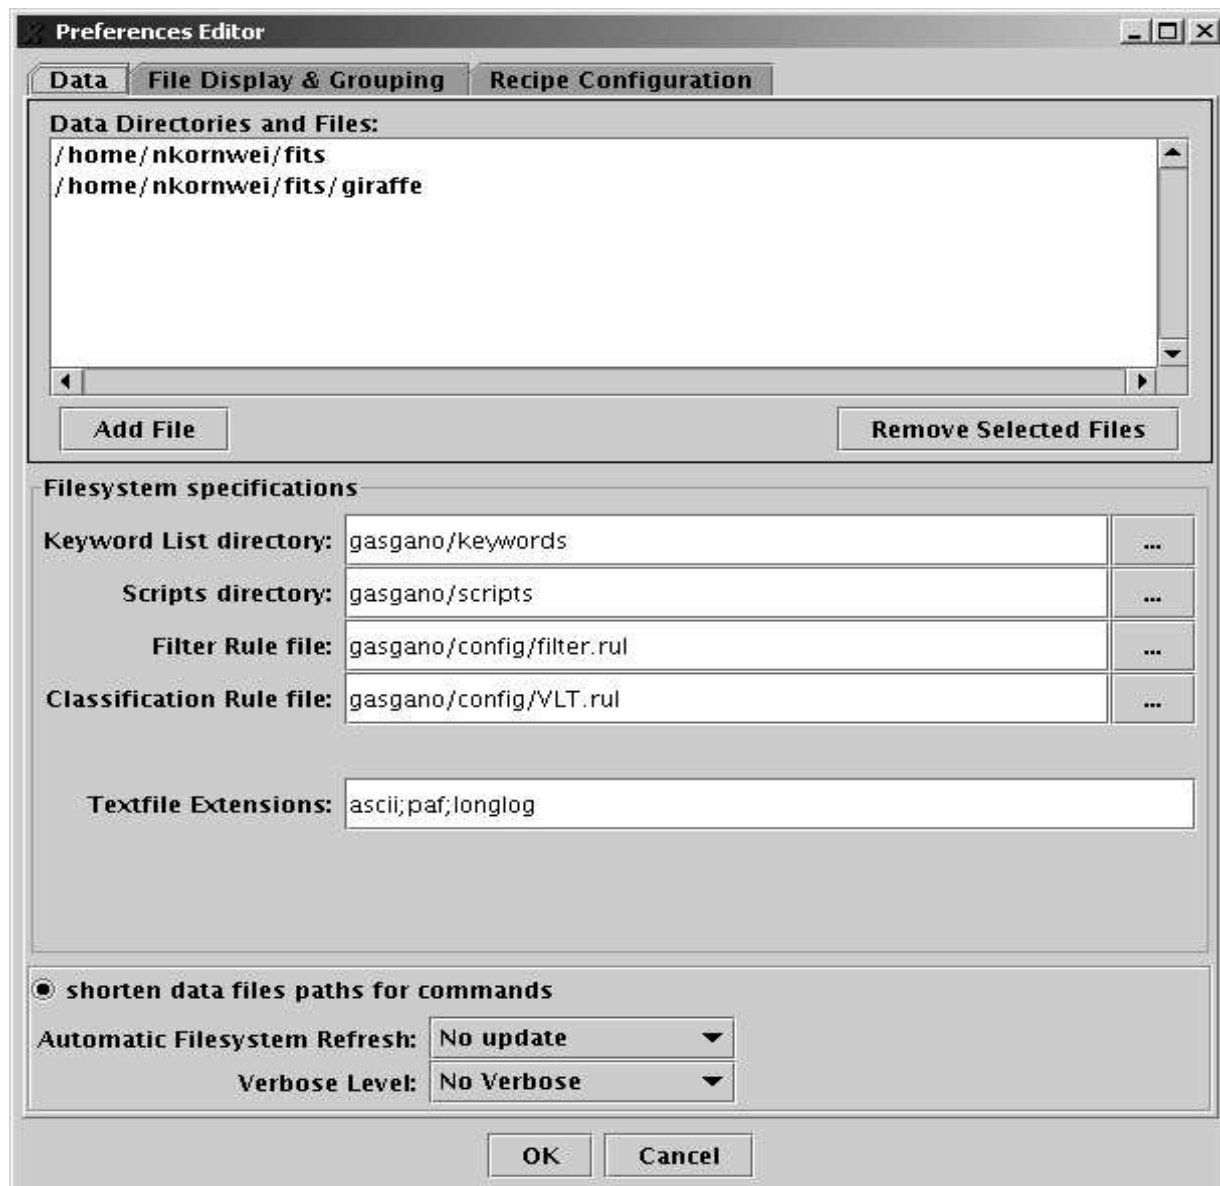 Preferences Editor
Data File Display & Grouping Recipe Configuration
Data Directories and Files:
/home/nkornwei/fits
/home/nkornwei/fits/giraffe
Add File Remove Selected Files
Filesystem specifications
Keyword List directory: gasgano/keywords ...
Scripts directory: gasgano/scripts ...
Filter Rule file: gasgano/config/filter.rul ...
Classification Rule file: gasgano/config/VLT.rul ...
Textfile Extensions: ascii;paf;longlog
shorten data files paths for commands
Automatic Filesystem Refresh: No update
Verbose Level: No Verbose
OK Cancel